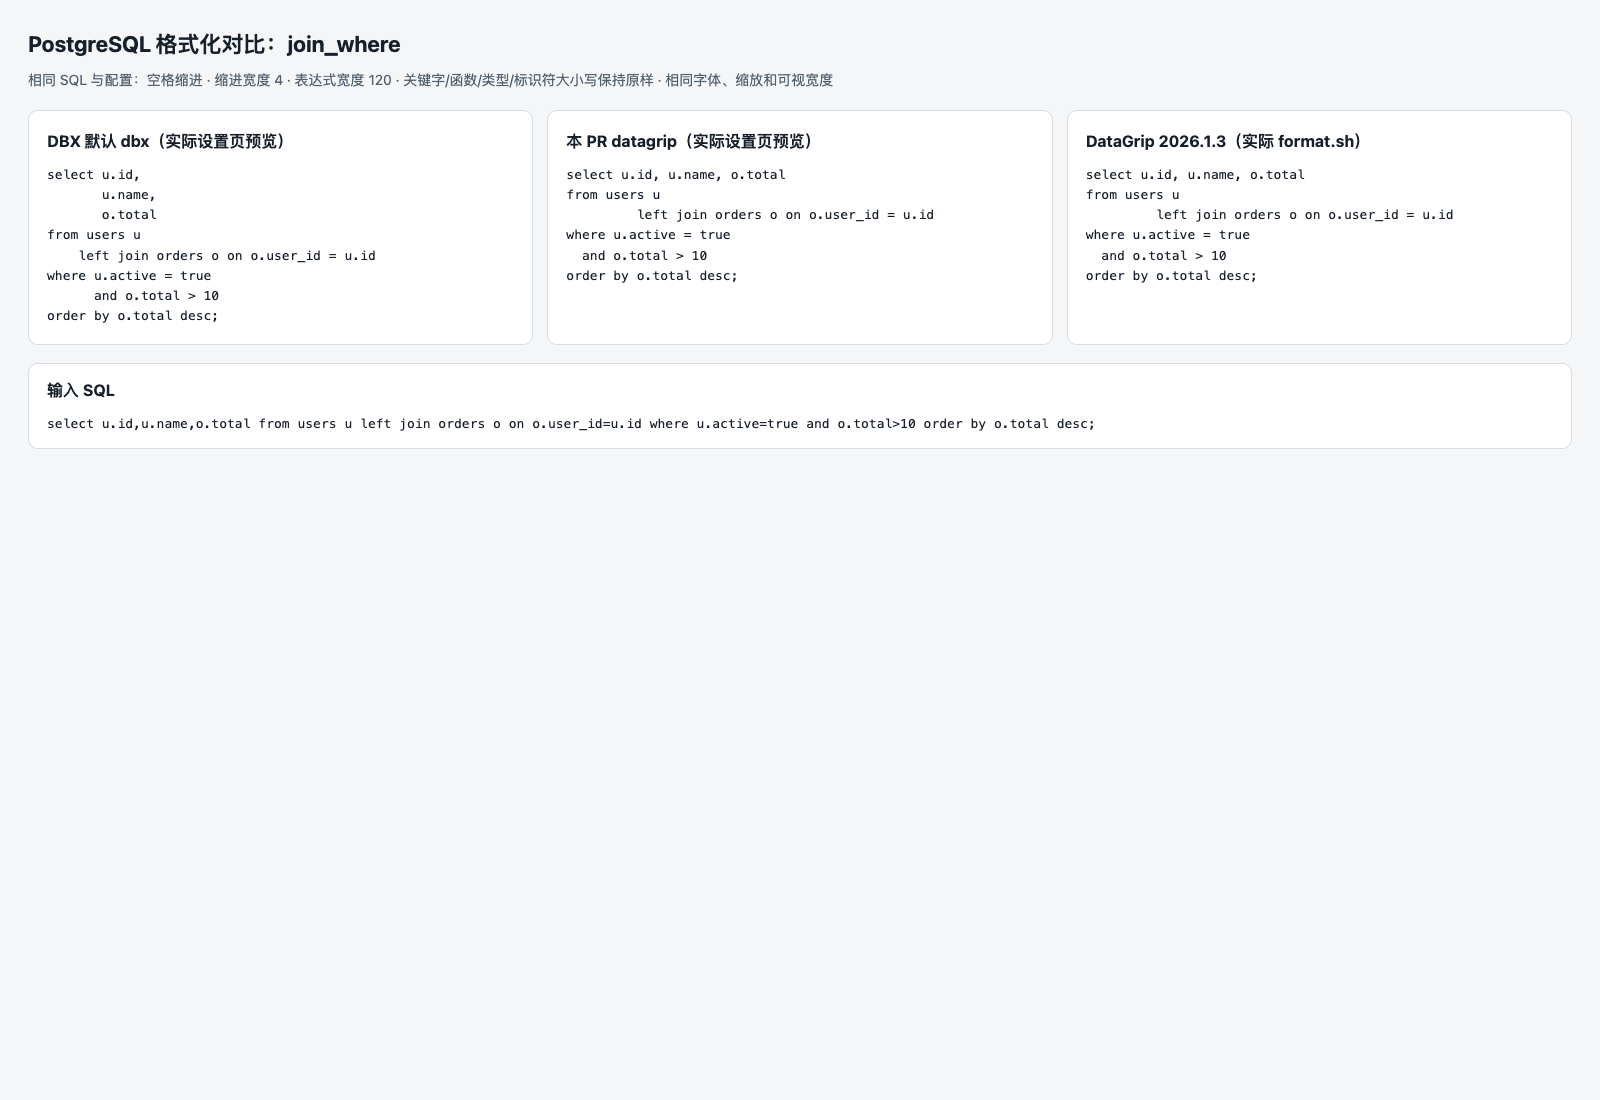 PostgreSQL 格式化对比：join_where
相同 SQL 与配置：空格缩进 · 缩进宽度 4 · 表达式宽度 120 · 关键字/函数/类型/标识符大小写保持原样 · 相同字体、缩放和可视宽度
DBX 默认 dbx（实际设置页预览）
select u.id,
       u.name,
       o.total
from users u
    left join orders o on o.user_id = u.id
where u.active = true
      and o.total > 10
order by o.total desc;
本 PR datagrip（实际设置页预览）
select u.id, u.name, o.total
from users u
         left join orders o on o.user_id = u.id
where u.active = true
  and o.total > 10
order by o.total desc;
DataGrip 2026.1.3（实际 format.sh）
select u.id, u.name, o.total
from users u
         left join orders o on o.user_id = u.id
where u.active = true
  and o.total > 10
order by o.total desc;
输入 SQL
select u.id,u.name,o.total from users u left join orders o on o.user_id=u.id where u.active=true and o.total>10 order by o.total desc;